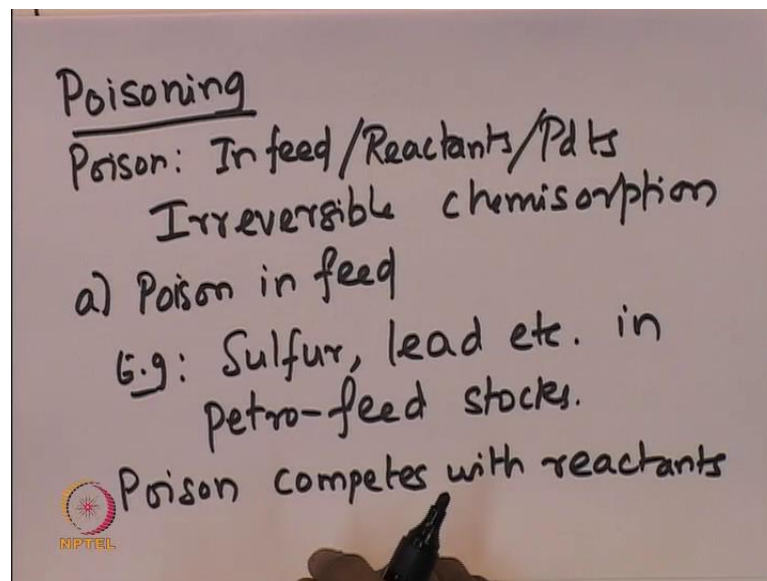 Poisoning
Poison: In feed/Reactants/Pdts
Irreversible chemisorption
a) Poison in feed
E.g: Sulfur, lead etc. in
petro-feed stocks.
Poison competes with reactants
NPTEL